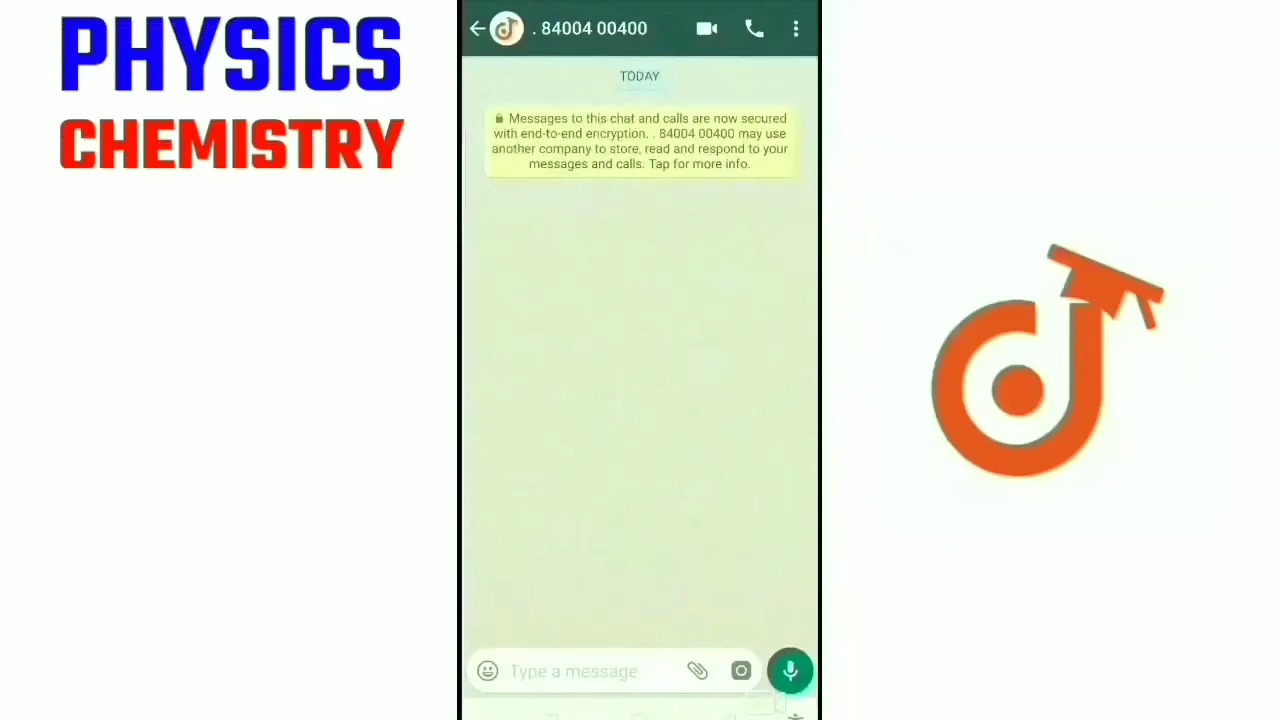 PHYSICS
CHEMISTRY
. 84004 00400
TODAY
Messages to this chat and calls are now secured
with end-to-end encryption. . 84004 00400 may use
another company to store, read and respond to your
messages and calls. Tap for more info.
Type a message